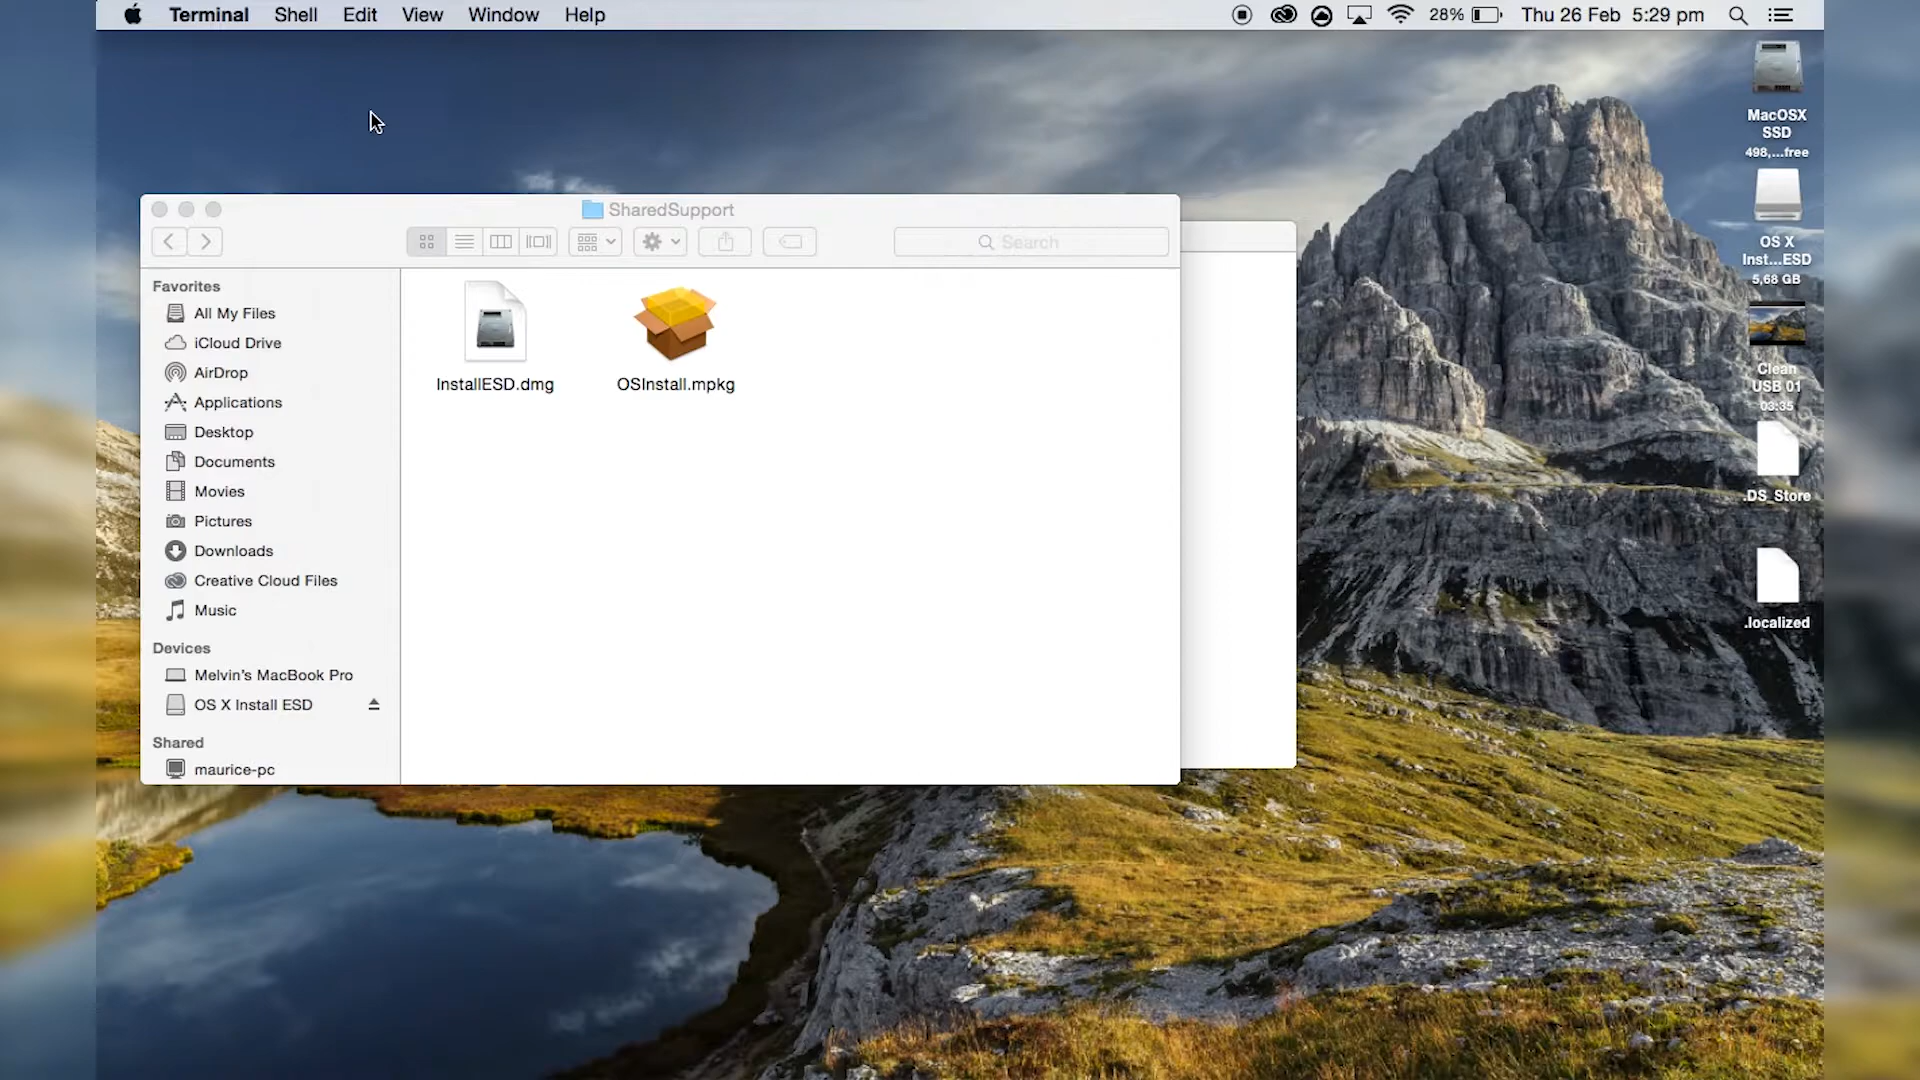 Terminal Shell Edit View Window Help
28% Thu 26 Feb 5:29 pm
SharedSupport
Search
Favorites
All My Files
iCloud Drive
AirDrop
Applications
Desktop
Documents
Movies
Pictures
Downloads
Creative Cloud Files
Music
Devices
Melvin's MacBook Pro
OS X Install ESD
Shared
maurice-pc
InstallESD.dmg
OSInstall.mpkg
MacOSX
SSD
498,...free
OS X
Inst...ESD
5,68 GB
Clean
USB 01
03:35
.DS_Store
.localized